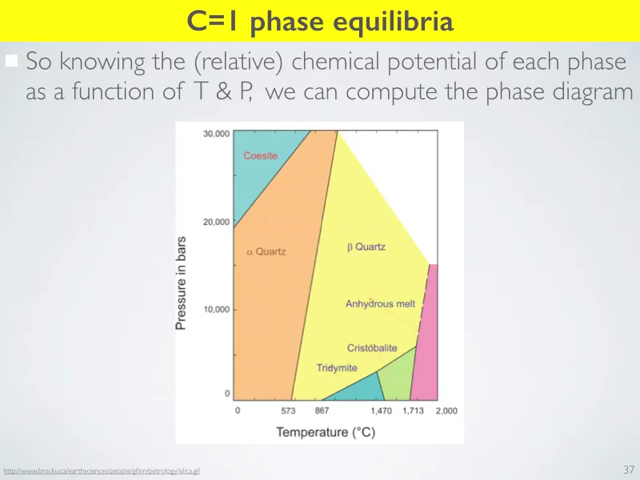 C=1 phase equilibria
So knowing the (relative) chemical potential of each phase
as a function of T & P, we can compute the phase diagram
30,000
Coesite
20,000
α Quartz
β Quartz
Pressure in bars
Anhydrous melt
10,000
Cristobalite
Tridymite
0
0 573 867 1,470 1,713 2,000
Temperature (°C)
http://www.brocku.ca/earthsciences/people/gfinn/petrology/silica.gif
37